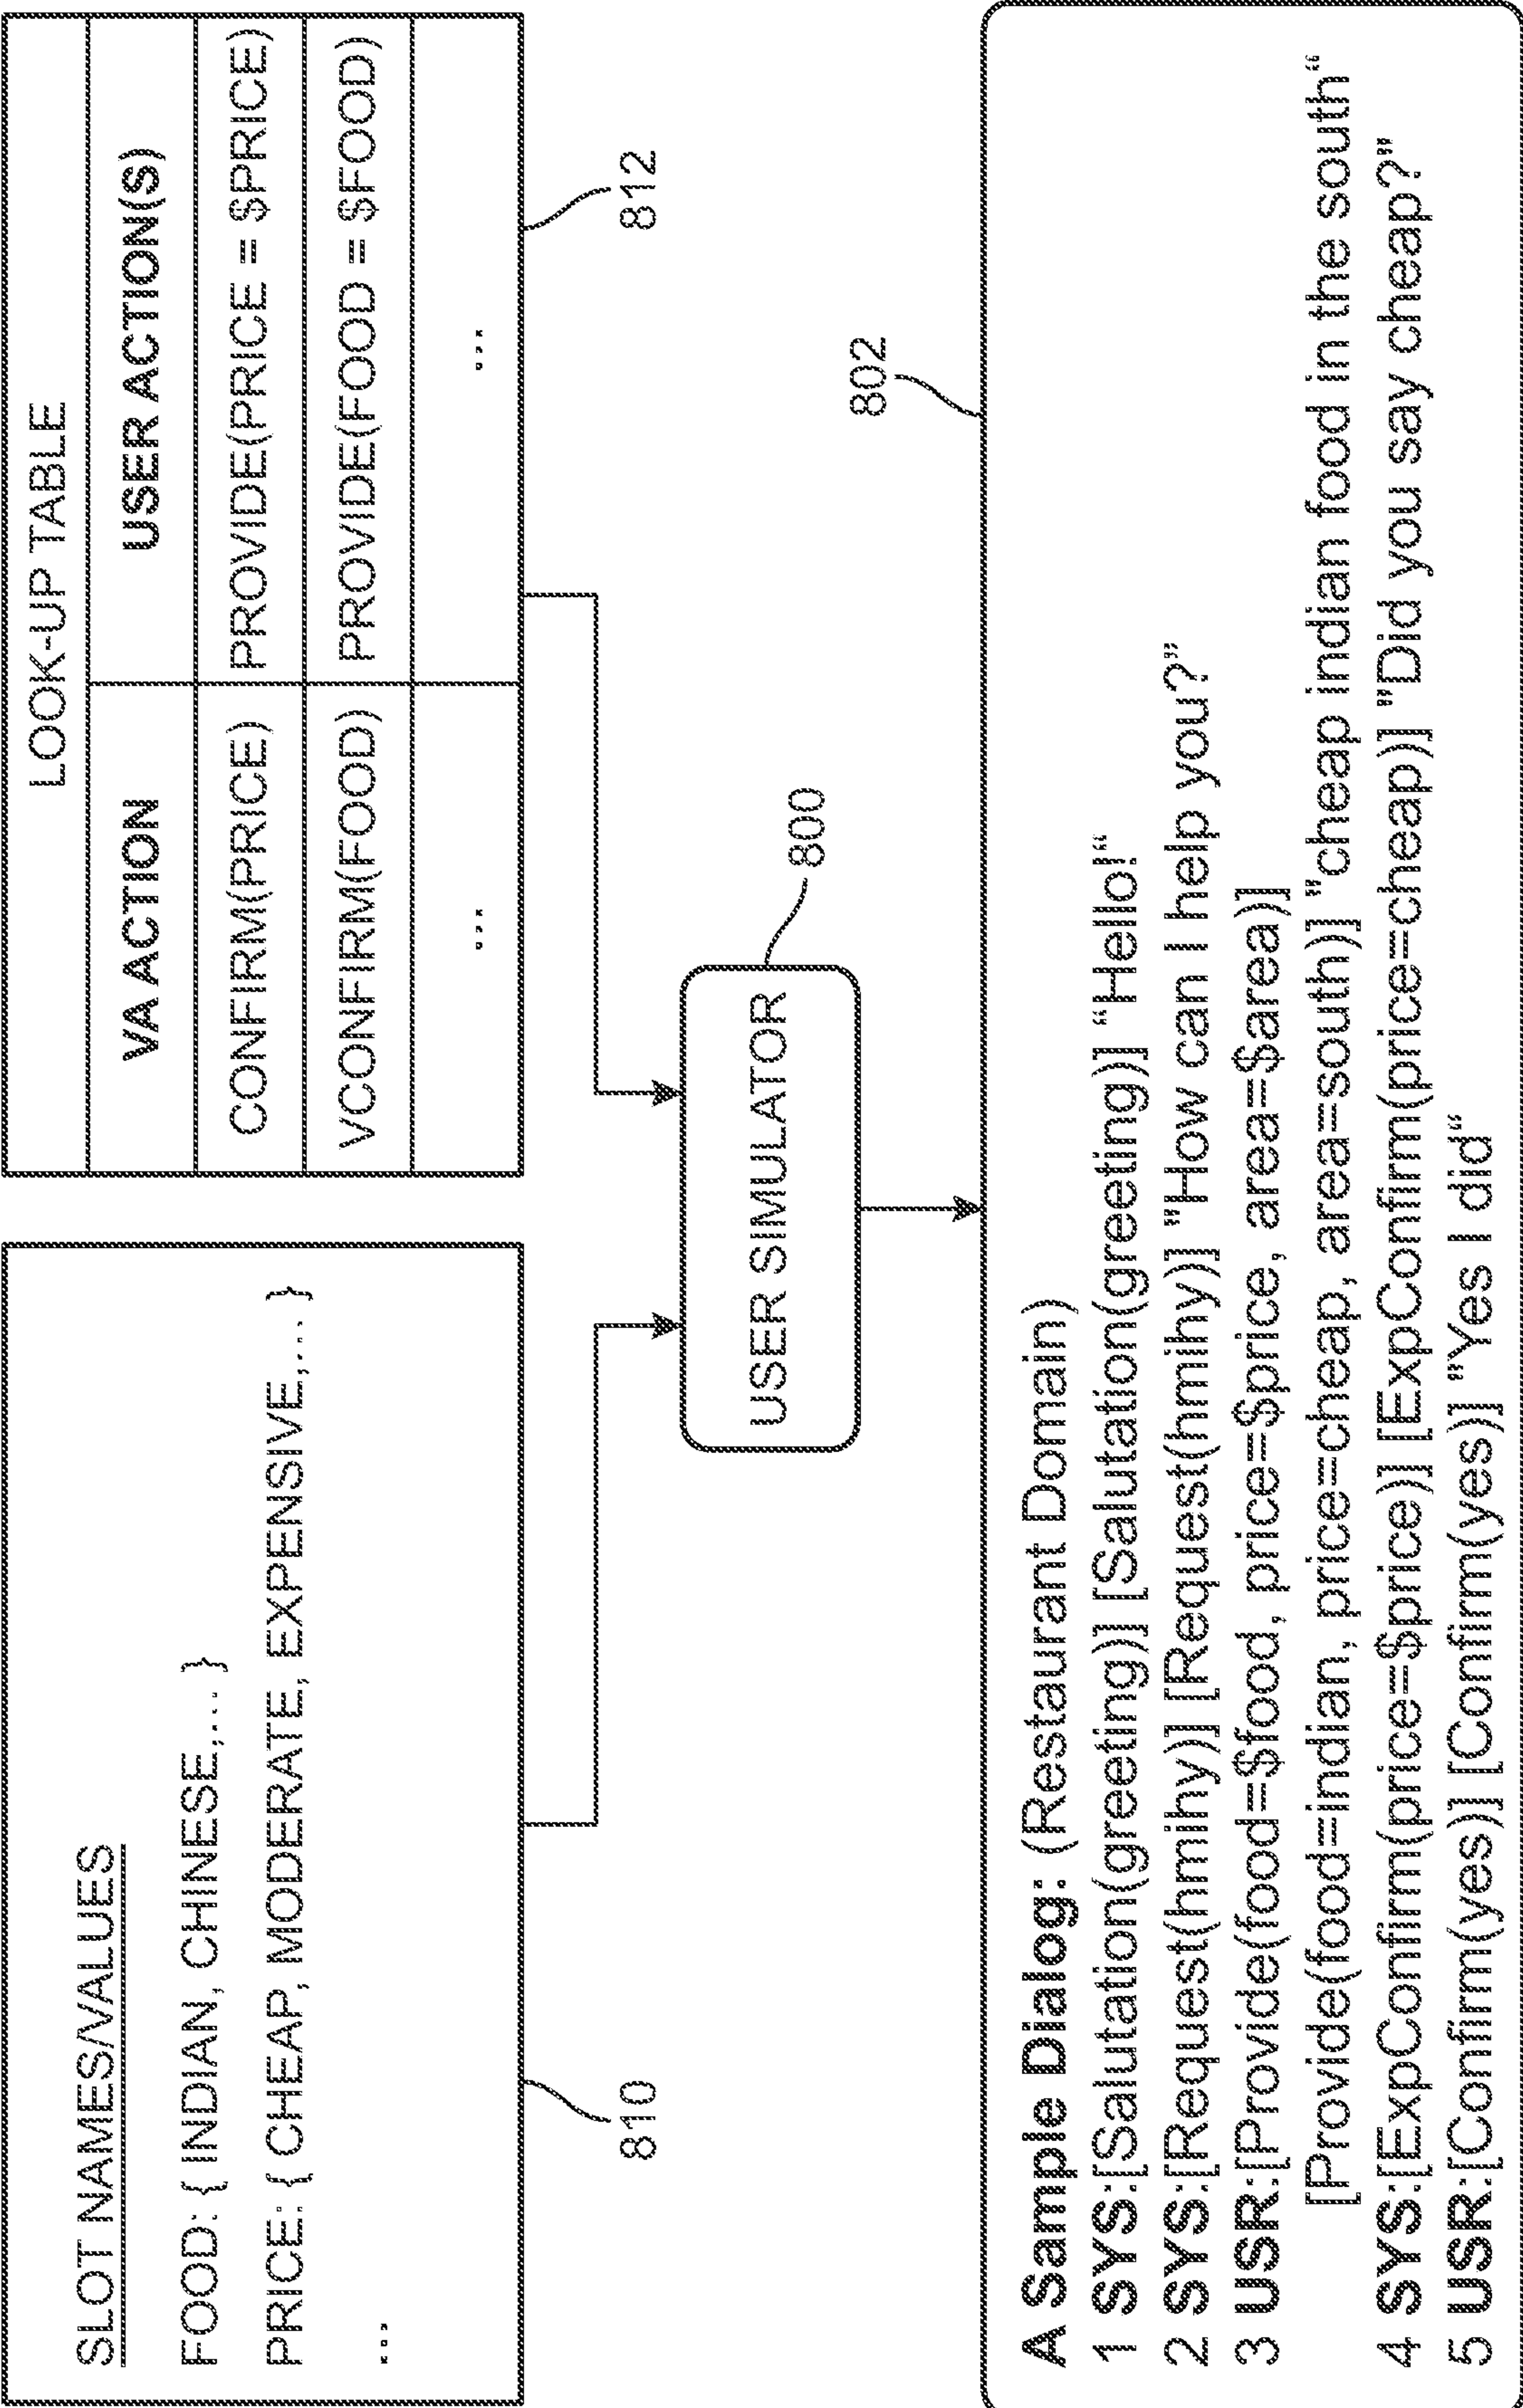 SLOT NAMES/VALUES
FOOD: { INDIAN, CHINESE,... }
PRICE: { CHEAP, MODERATE, EXPENSIVE,... }
...
810
LOOK-UP TABLE
VA ACTION USER ACTION(S)
CONFIRM(PRICE) PROVIDE(PRICE = $PRICE)
VCONFIRM(FOOD) PROVIDE(FOOD = $FOOD)
... ...
812
USER SIMULATOR
800
802
A Sample Dialog: (Restaurant Domain)
1 SYS:[Salutation(greeting)] [Salutation(greeting)] “Hello!“
2 SYS:[Request(hmihy)] [Request(hmihy)] "How can I help you?”
3 USR:[Provide(food=$food, price=$price, area=$area)]
[Provide(food=indian, price=cheap, area=south)] "cheap indian food in the south“
4 SYS:[ExpConfirm(price=$price)] [ExpConfirm(price=cheap)] "Did you say cheap?”
5 USR:[Confirm(yes)] [Confirm(yes)] "Yes I did“